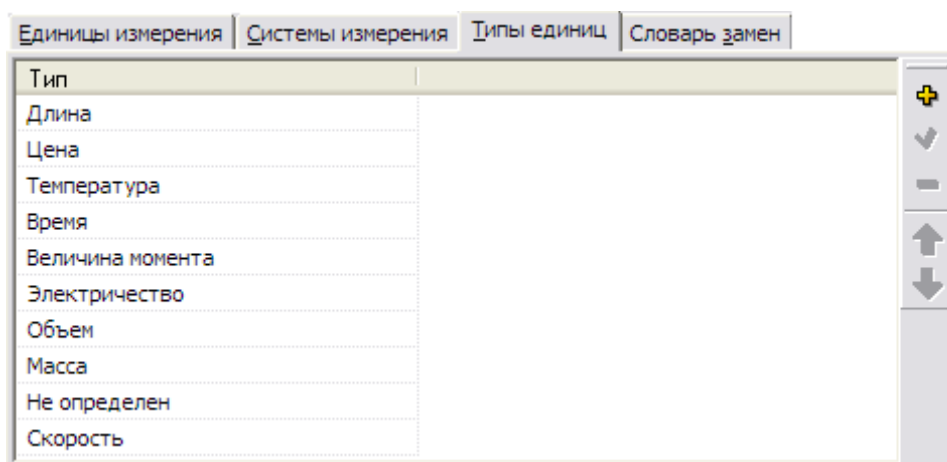 Единицы измерения Системы измерения Типы единиц Словарь замен
Тип
Длина
Цена
Температура
Время
Величина момента
Электричество
Объем
Масса
Не определен
Скорость